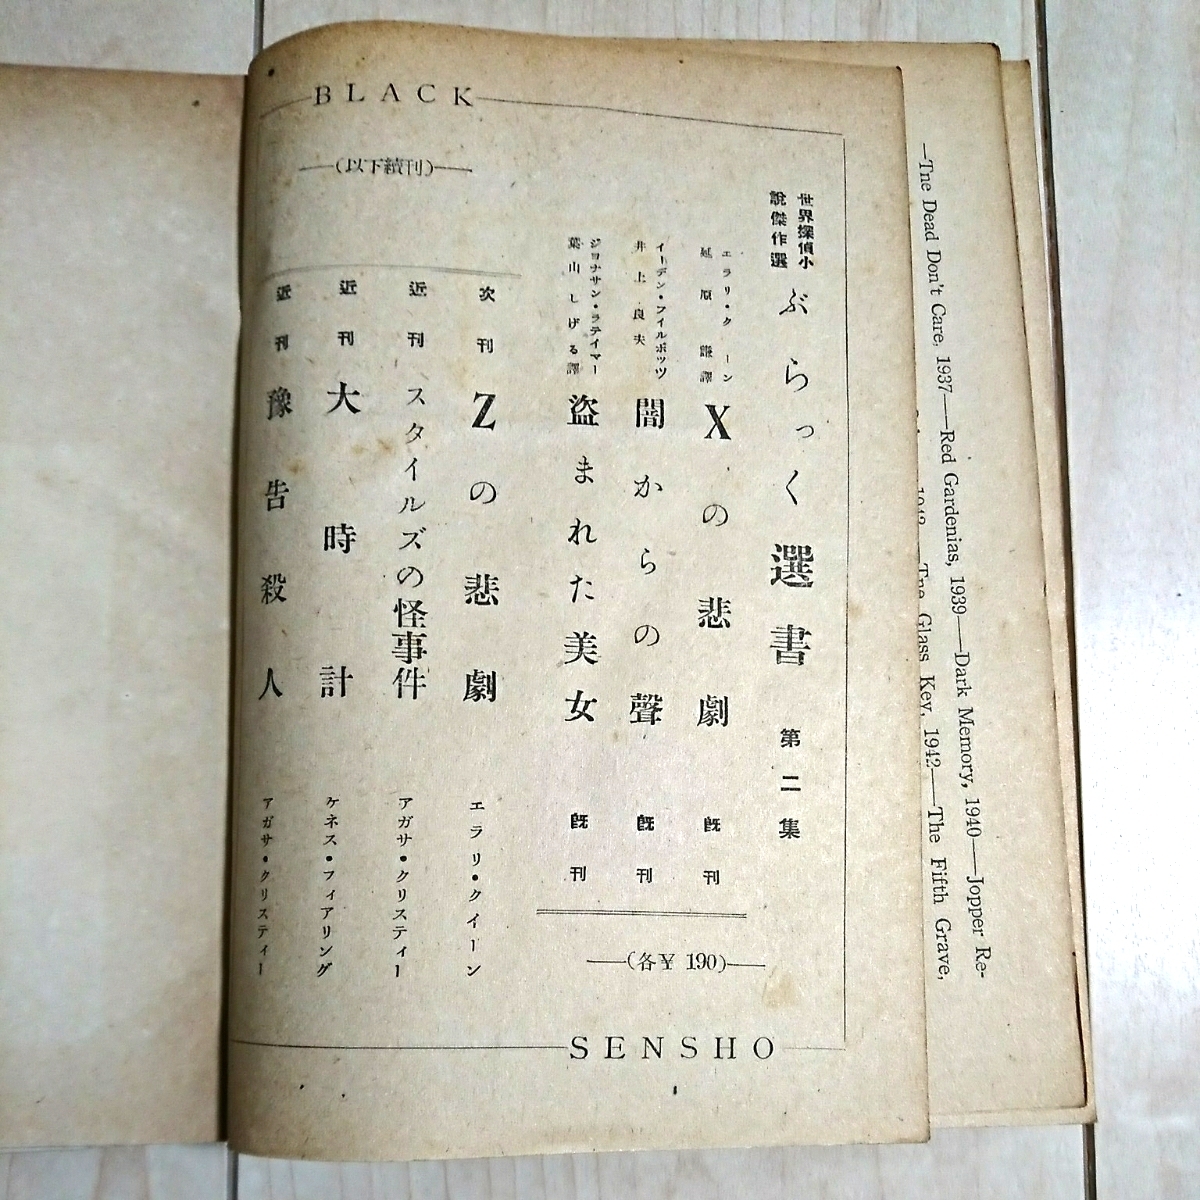 BLACK
世界探偵小
說傑作選
ぶらっく選書 第二集
エラリ・クーン
延原 謙譯
Xの悲劇 旣刊
イーデン・フイルポッツ
井上良夫
闇からの聲 旣刊
ジョナサン・ラティマー
葉山しげる譯
盜まれた美女 旣刊
(各¥ 190)
(以下續刊)
次刊 Zの悲劇 エラリ・クイーン
近刊 スタイルズの怪事件 アガサ・クリスティー
近刊 大時計 ケネス・フィアリング
近刊 豫告殺人 アガサ・クリスティー
SENSHO
—Tne Dead Don't Care, 1937—Red Gardenias, 1939—Dark Memory, 1940—Jopper Re-
1942—Tne Glass Key, 1942—The Fifth Grave,